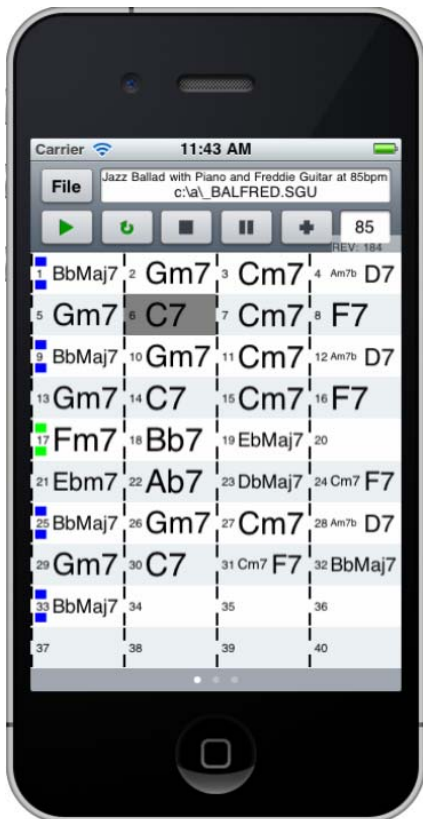 Carrier 11:43 AM
File Jazz Ballad with Piano and Freddie Guitar at 85bpm
c:\a\_BALFRED.SGU
85
REV: 184
1 BbMaj7 2 Gm7 3 Cm7 4 Am7b D7
5 Gm7 6 C7 7 Cm7 8 F7
9 BbMaj7 10 Gm7 11 Cm7 12 Am7b D7
13 Gm7 14 C7 15 Cm7 16 F7
17 Fm7 18 Bb7 19 EbMaj7 20
21 Ebm7 22 Ab7 23 DbMaj7 24 Cm7 F7
25 BbMaj7 26 Gm7 27 Cm7 28 Am7b D7
29 Gm7 30 C7 31 Cm7 F7 32 BbMaj7
33 BbMaj7 34 35 36
37 38 39 40